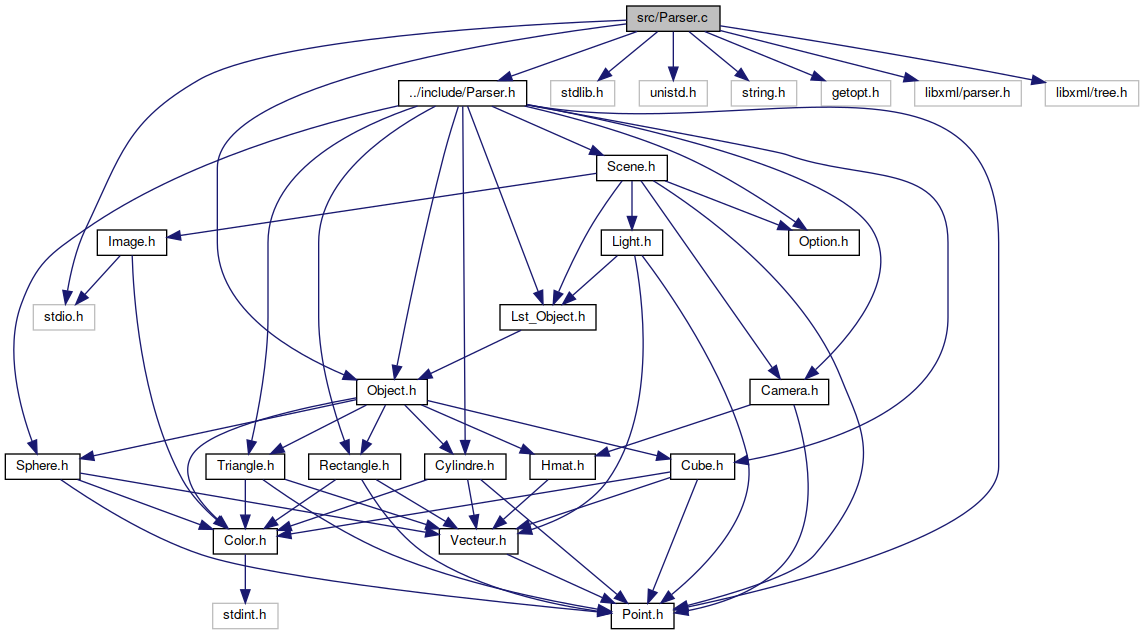 src/Parser.c
../include/Parser.h
stdlib.h
unistd.h
string.h
getopt.h
libxml/parser.h
libxml/tree.h
Scene.h
Image.h
Light.h
Option.h
stdio.h
Lst_Object.h
Object.h
Camera.h
Sphere.h
Triangle.h
Rectangle.h
Cylindre.h
Hmat.h
Cube.h
Color.h
Vecteur.h
stdint.h
Point.h